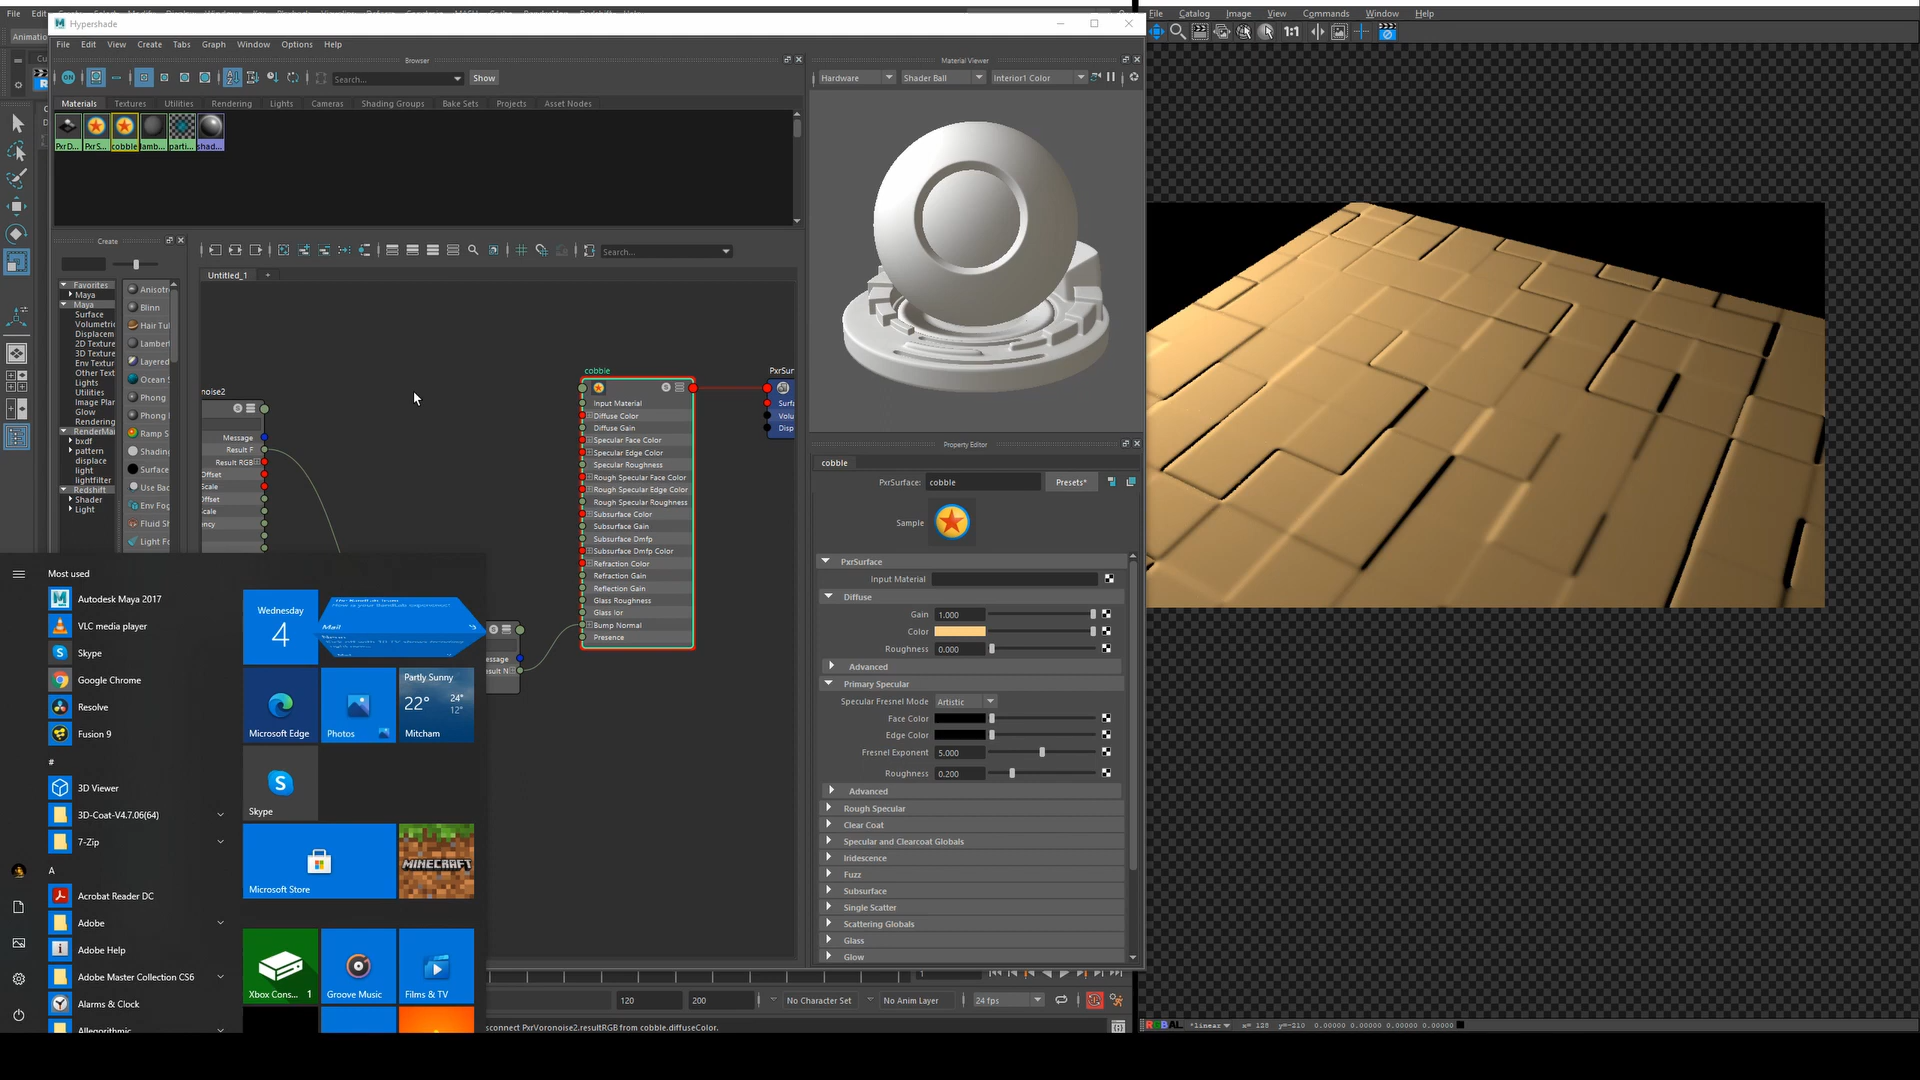 File
Edit
Hypershade
File Edit View Create Tabs Graph Window Options Help
Browser
Search...
Show
Materials Textures Utilities Rendering Lights Cameras Shading Groups Bake Sets Projects Asset Nodes
PxrD... PxrS... cobble lamb... parti... shad...
Create
Search...
Untitled_1 +
Favorites
Maya
Maya
Surface
Volumetric
Displacem
2D Texture
3D Texture
Env Textur
Other Text
Lights
Utilities
Image Plan
Glow
Rendering
RenderMan
bxdf
pattern
displace
light
lightfilter
Redshift
Shader
Light
Anisotr
Blinn
Hair Tul
Lambert
Layered
Ocean S
Phong
Phong E
Ramp S
Shading
Surface
Use Bac
Env Fog
Fluid Sh
Light Fo
noise2
Message
Result F
Result RGB
Offset
Scale
Offset
Scale
ency
essage
esult N
cobble
Input Material
Diffuse Color
Diffuse Gain
Specular Face Color
Specular Edge Color
Specular Roughness
Rough Specular Face Color
Rough Specular Edge Color
Rough Specular Roughness
Subsurface Color
Subsurface Gain
Subsurface Dmfp
Subsurface Dmfp Color
Refraction Color
Refraction Gain
Reflection Gain
Glass Roughness
Glass Ior
Bump Normal
Presence
PxrSur
Surfa
Volu
Disp
Material Viewer
Hardware Shader Ball Interior1 Color
Property Editor
cobble
PxrSurface: cobble Presets*
Sample
PxrSurface
Input Material
Diffuse
Gain 1.000
Color
Roughness 0.000
Advanced
Primary Specular
Specular Fresnel Mode Artistic
Face Color
Edge Color
Fresnel Exponent 5.000
Roughness 0.200
Advanced
Rough Specular
Clear Coat
Specular and Clearcoat Globals
Iridescence
Fuzz
Subsurface
Single Scatter
Scattering Globals
Glass
Glow
File Catalog Image View Commands Window Help
1:1
Most used
Autodesk Maya 2017
VLC media player
Skype
Google Chrome
Resolve
Fusion 9
#
3D Viewer
3D-Coat-V4.7.06(64)
7-Zip
A
Acrobat Reader DC
Adobe
Adobe Help
Adobe Master Collection CS6
Alarms & Clock
Allegorithmic
Wednesday
4
Mail
Microsoft Edge
Photos
Partly Sunny
22° 24°
12°
Mitcham
Skype
Microsoft Store
MINECRAFT
Xbox Cons... 1
Groove Music
Films & TV
1
120 200 No Character Set No Anim Layer 24 fps
sconnect PxrVoronoise2.resultRGB from cobble.diffuseColor.
RGBAL *linear x= 128 y=-210 0.00000 0.00000 0.00000 0.00000 0.00000